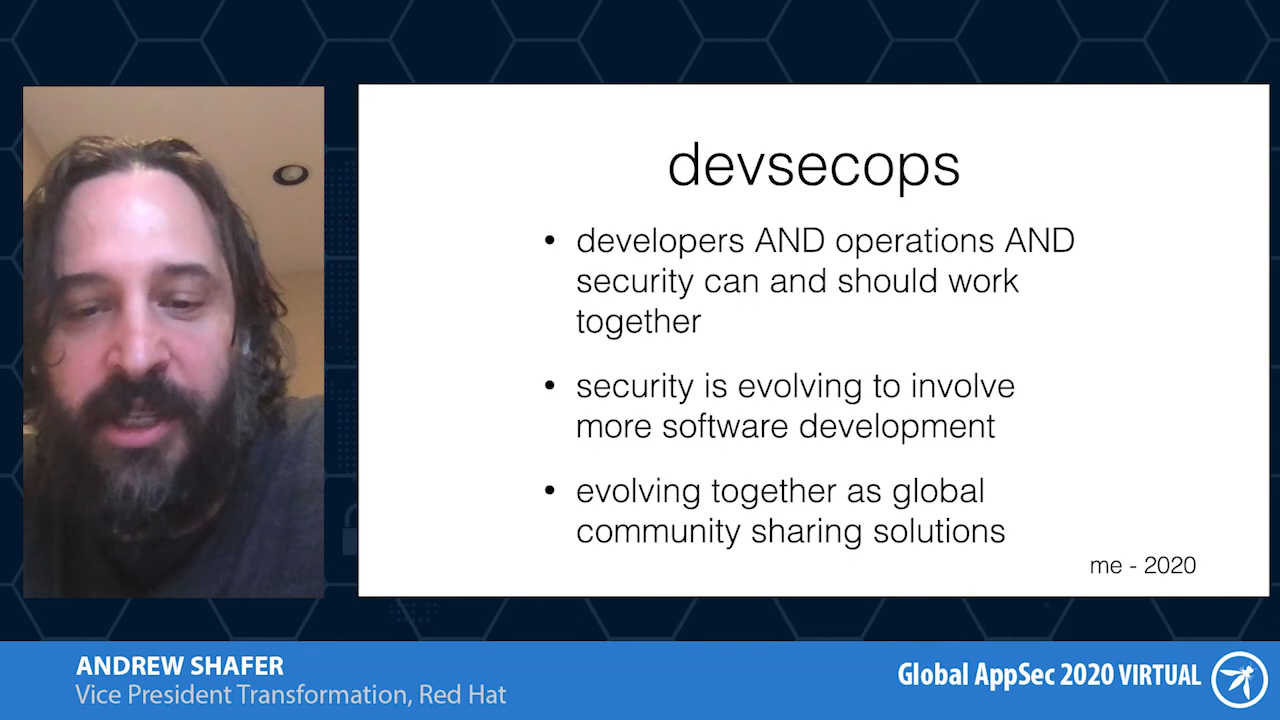 devsecops
• developers AND operations AND
security can and should work
together
• security is evolving to involve
more software development
• evolving together as global
community sharing solutions
me - 2020
ANDREW SHAFER
Vice President Transformation, Red Hat
Global AppSec 2020 VIRTUAL